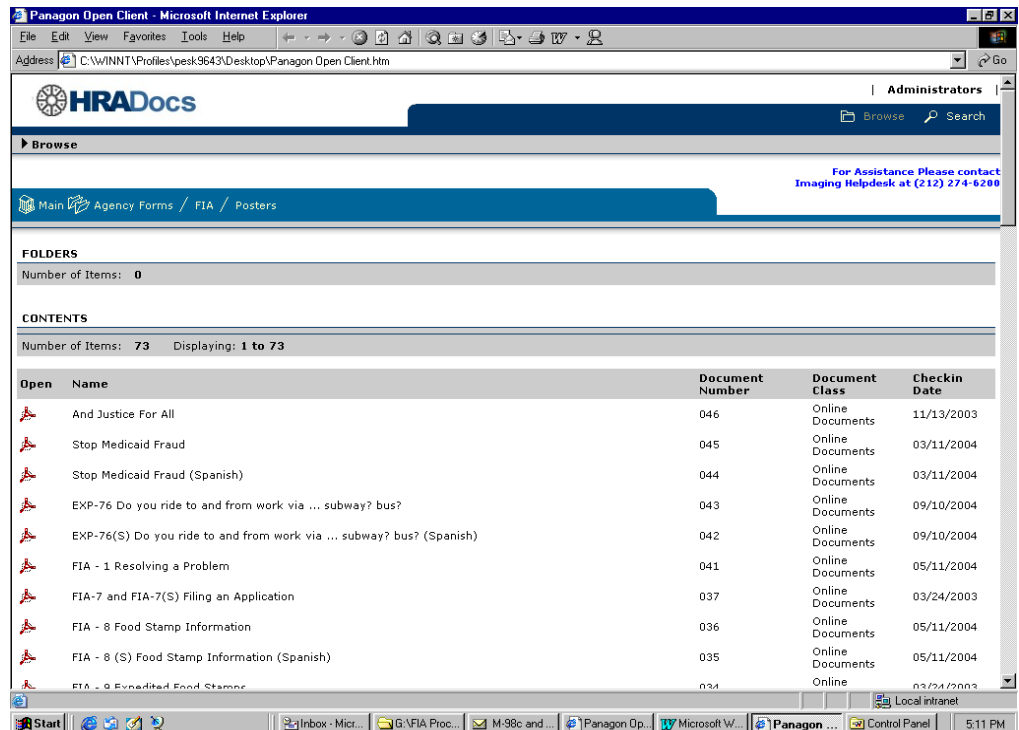 Panagon Open Client - Microsoft Internet Explorer
File Edit View Favorites Tools Help
Address C:\WINNT\Profiles\pesk9643\Desktop\Panagon Open Client.htm Go
HRADocs
| Administrators |
Browse Search
Browse
For Assistance Please contact
Imaging Helpdesk at (212) 274-6200
Main Agency Forms / FIA / Posters
FOLDERS
Number of Items: 0
CONTENTS
Number of Items: 73 Displaying: 1 to 73
Open Name Document Number Document Class Checkin Date
And Justice For All 046 Online Documents 11/13/2003
Stop Medicaid Fraud 045 Online Documents 03/11/2004
Stop Medicaid Fraud (Spanish) 044 Online Documents 03/11/2004
EXP-76 Do you ride to and from work via ... subway? bus? 043 Online Documents 09/10/2004
EXP-76(S) Do you ride to and from work via ... subway? bus? (Spanish) 042 Online Documents 09/10/2004
FIA - 1 Resolving a Problem 041 Online Documents 05/11/2004
FIA-7 and FIA-7(S) Filing an Application 037 Online Documents 03/24/2003
FIA - 8 Food Stamp Information 036 Online Documents 05/11/2004
FIA - 8 (S) Food Stamp Information (Spanish) 035 Online Documents 05/11/2004
FIA - 9 Expedited Food Stamps 034 Online 03/24/2003
Local intranet
Start Inbox - Micr... G:\FIA Proc... M-98c and ... Panagon Op... Microsoft W... Panagon ... Control Panel 5:11 PM